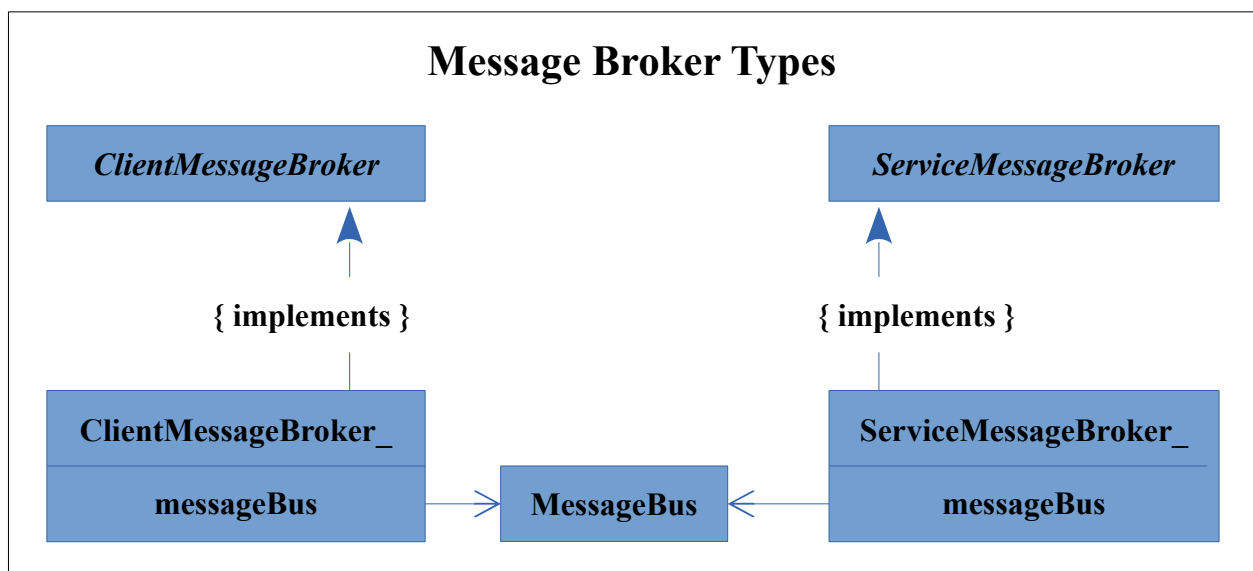 Message Broker Types
ClientMessageBroker
ServiceMessageBroker
{ implements }
{ implements }
ClientMessageBroker_
ServiceMessageBroker_
messageBus
MessageBus
messageBus